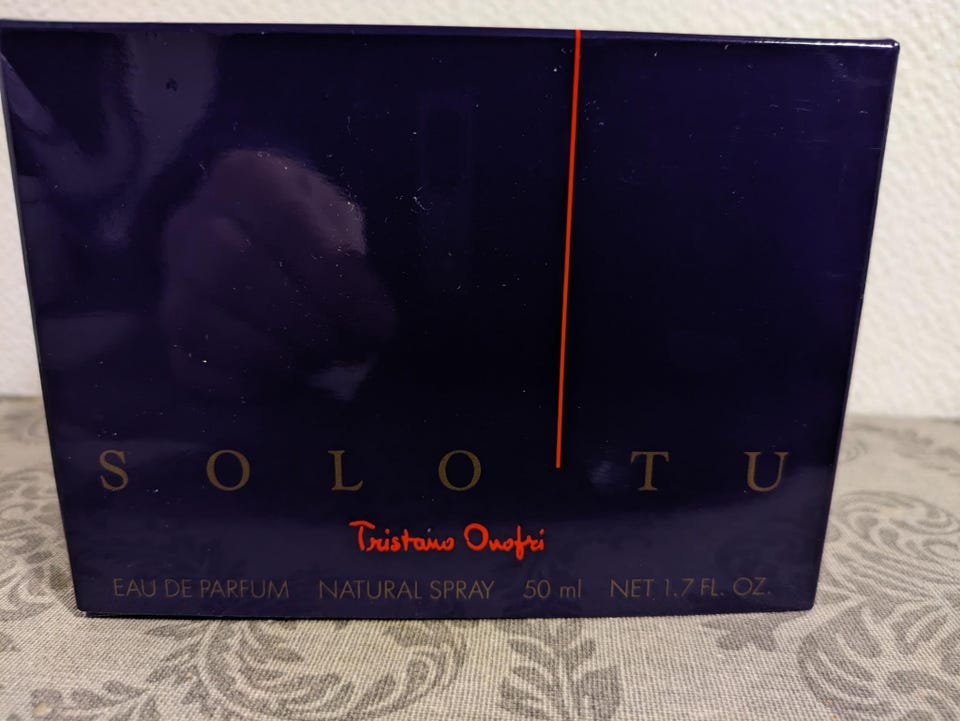 SOLO TU
Tristano Onofri
EAU DE PARFUM NATURAL SPRAY 50 ml NET 1.7 FL. OZ.